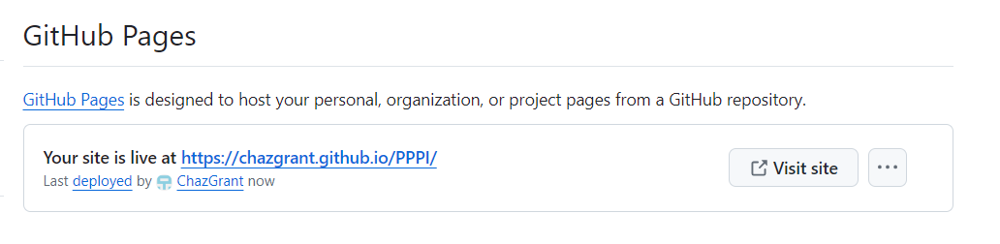 GitHub Pages
GitHub Pages is designed to host your personal, organization, or project pages from a GitHub repository.
Your site is live at https://chazgrant.github.io/PPPI/
Last deployed by ChazGrant now
Visit site